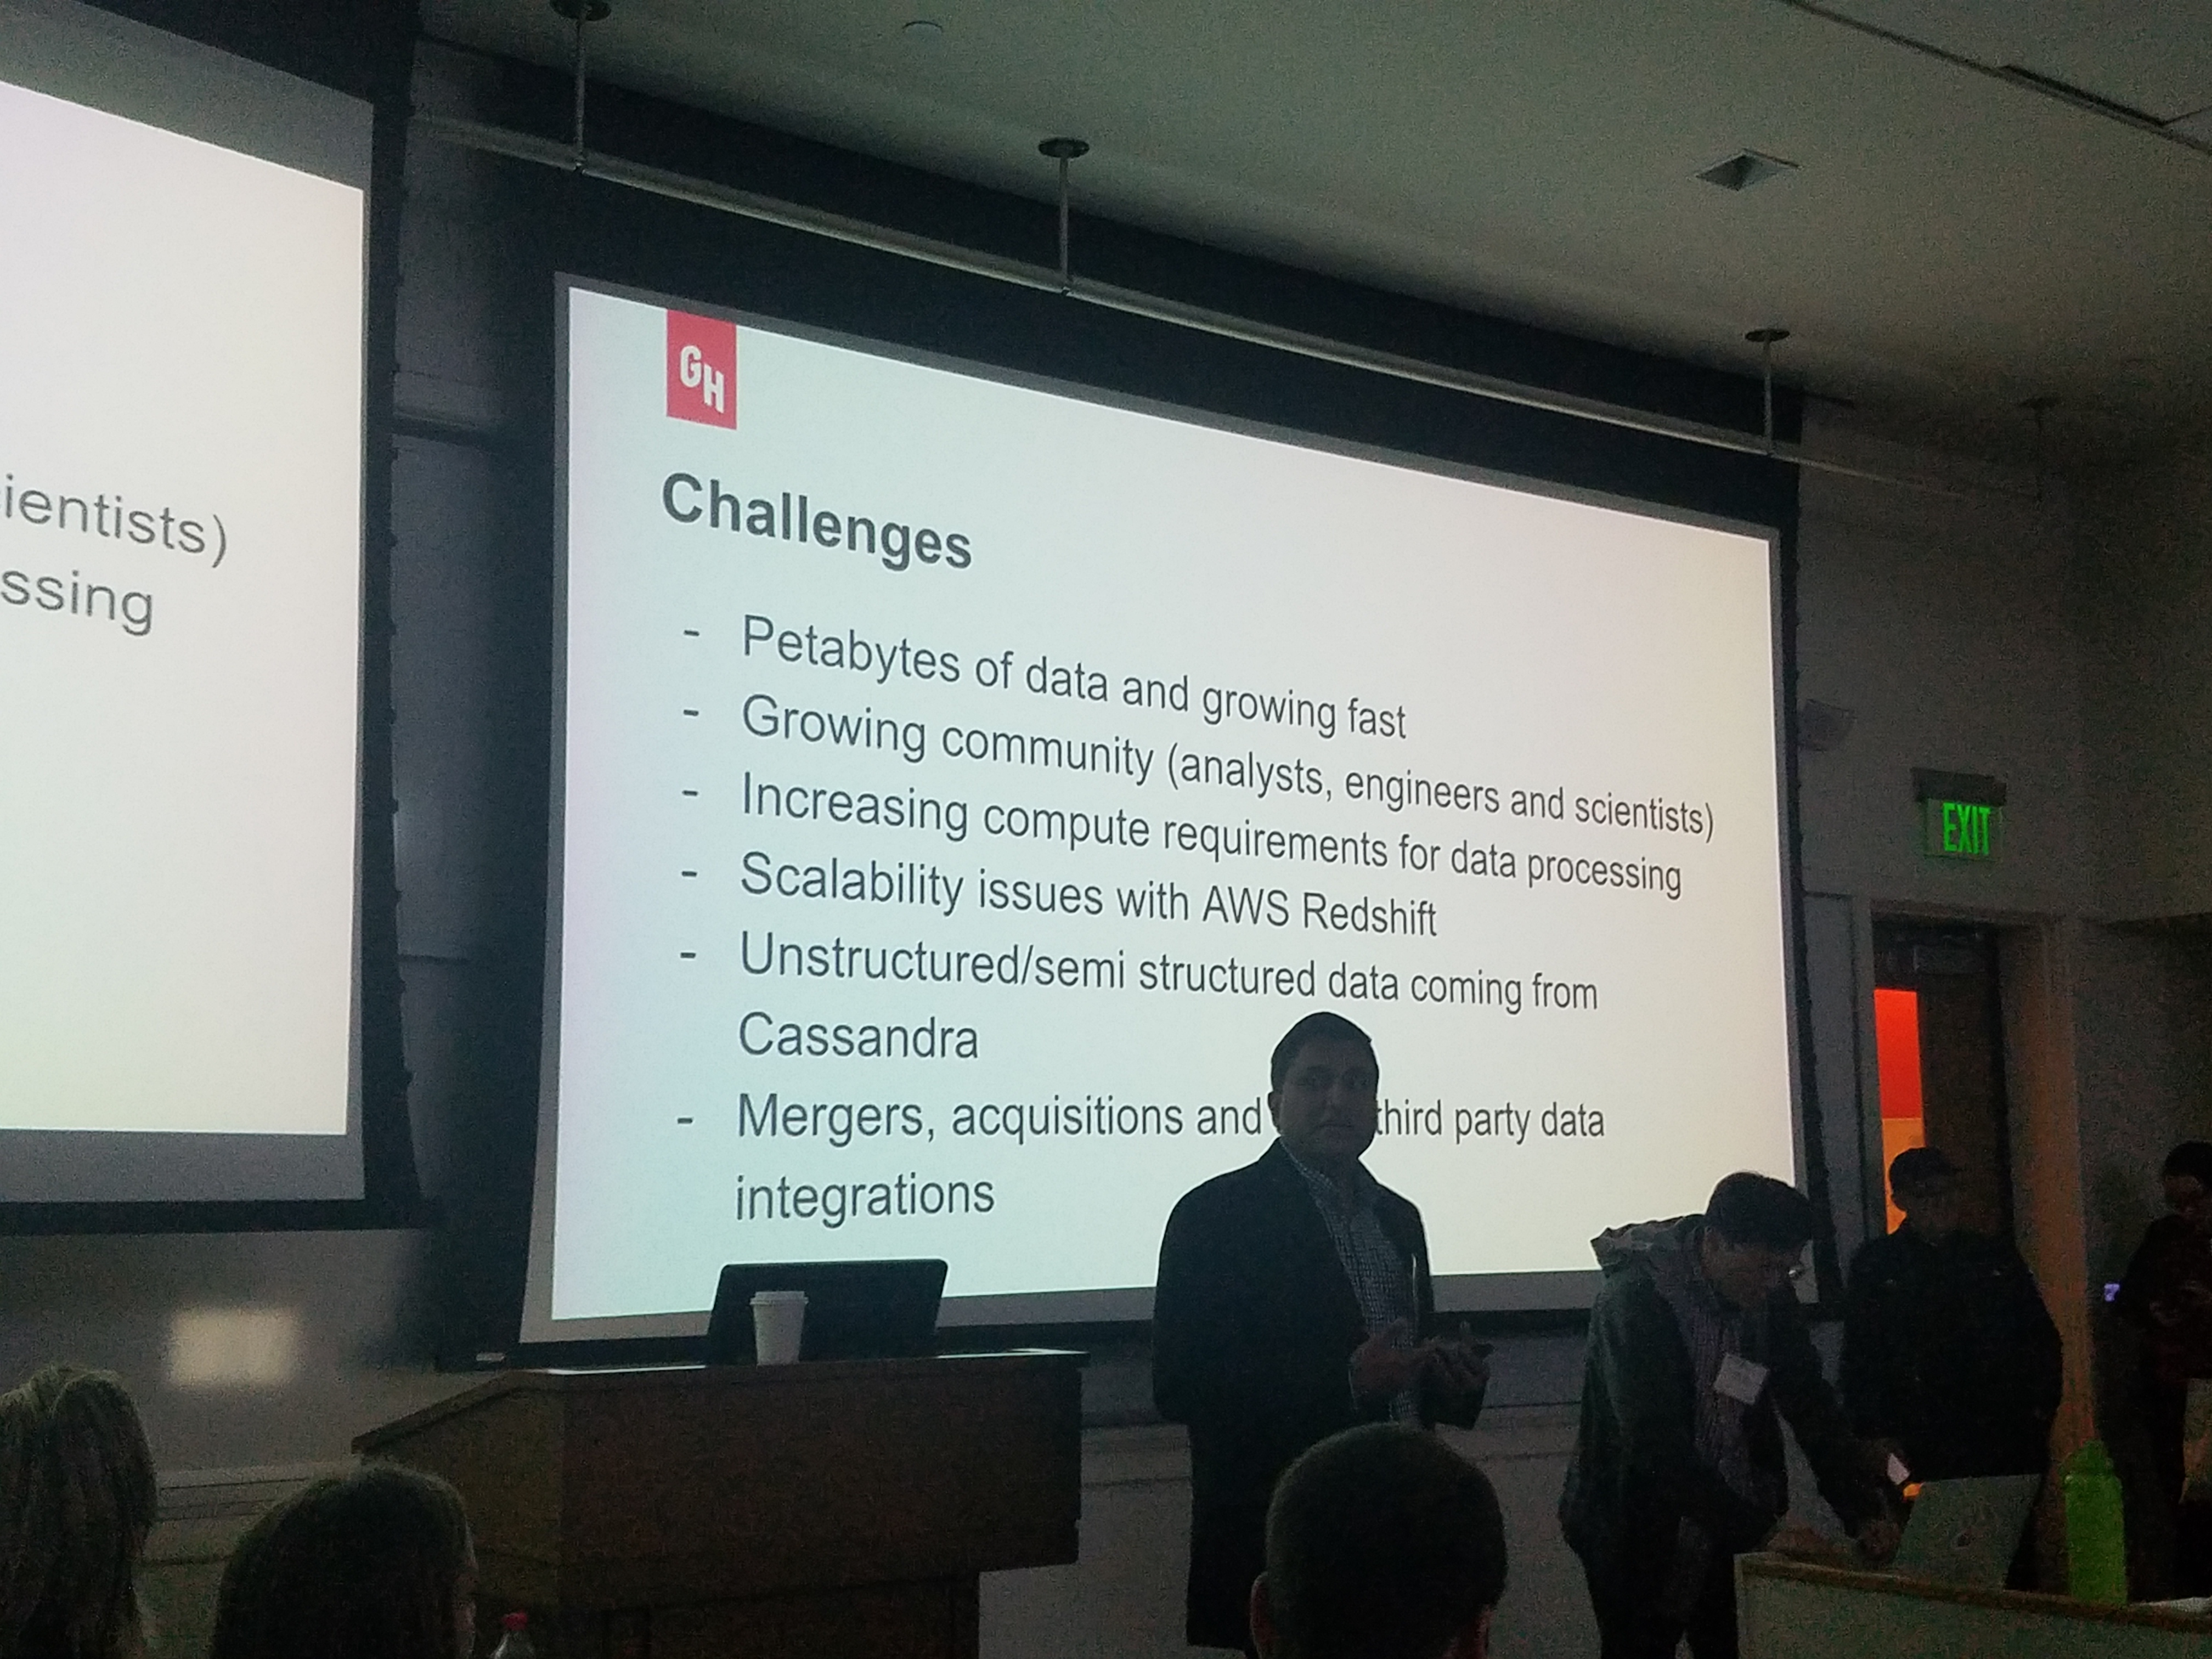 ientists)
ssing
GH
Challenges
- Petabytes of data and growing fast
- Growing community (analysts, engineers and scientists)
- Increasing compute requirements for data processing
- Scalability issues with AWS Redshift
- Unstructured/semi structured data coming from
Cassandra
- Mergers, acquisitions and third party data
integrations
EXIT